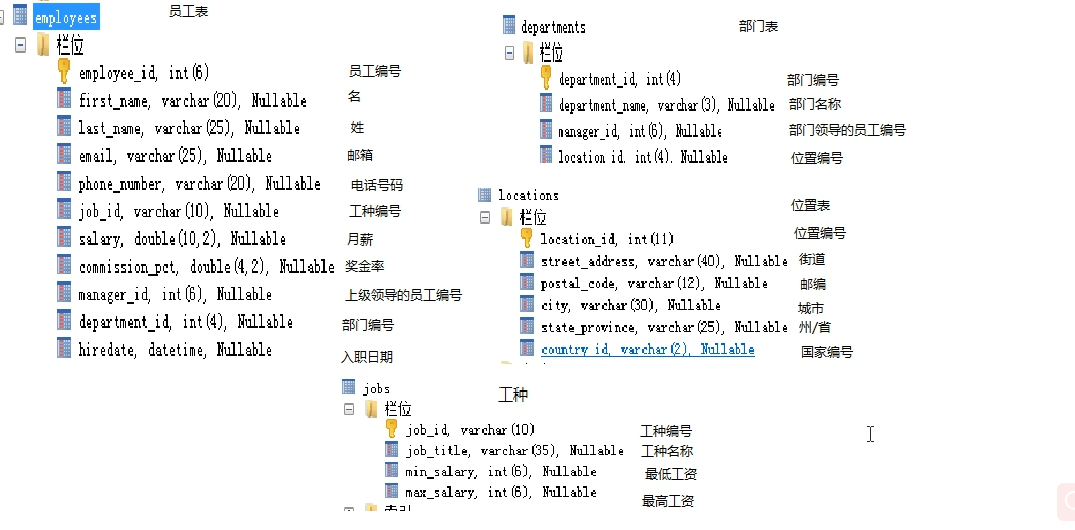 employees 员工表
栏位
employee_id, int(6) 员工编号
first_name, varchar(20), Nullable 名
last_name, varchar(25), Nullable 姓
email, varchar(25), Nullable 邮箱
phone_number, varchar(20), Nullable 电话号码
job_id, varchar(10), Nullable 工种编号
salary, double(10,2), Nullable 月薪
commission_pct, double(4,2), Nullable 奖金率
manager_id, int(6), Nullable 上级领导的员工编号
department_id, int(4), Nullable 部门编号
hiredate, datetime, Nullable 入职日期
departments 部门表
栏位
department_id, int(4) 部门编号
department_name, varchar(3), Nullable 部门名称
manager_id, int(6), Nullable 部门领导的员工编号
location_id, int(4), Nullable 位置编号
locations 位置表
栏位
location_id, int(11) 位置编号
street_address, varchar(40), Nullable 街道
postal_code, varchar(12), Nullable 邮编
city, varchar(30), Nullable 城市
state_province, varchar(25), Nullable 州/省
country_id, varchar(2), Nullable 国家编号
jobs 工种
栏位
job_id, varchar(10) 工种编号
job_title, varchar(35), Nullable 工种名称
min_salary, int(6), Nullable 最低工资
max_salary, int(6), Nullable 最高工资
索引